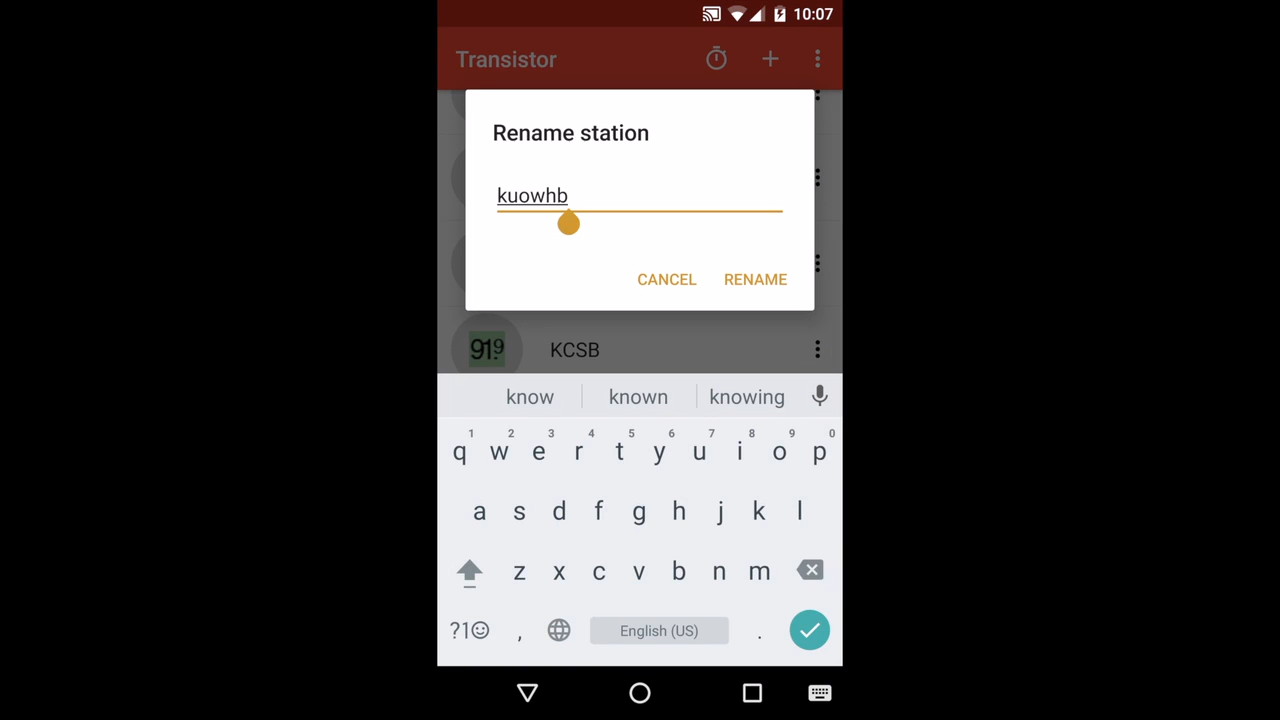 10:07
Transistor
Rename station
kuowhb
CANCEL RENAME
91.9 KCSB
know known knowing
1 2 3 4 5 6 7 8 9 0
q w e r t y u i o p
a s d f g h j k l
z x c v b n m
?1☺ , English (US) .